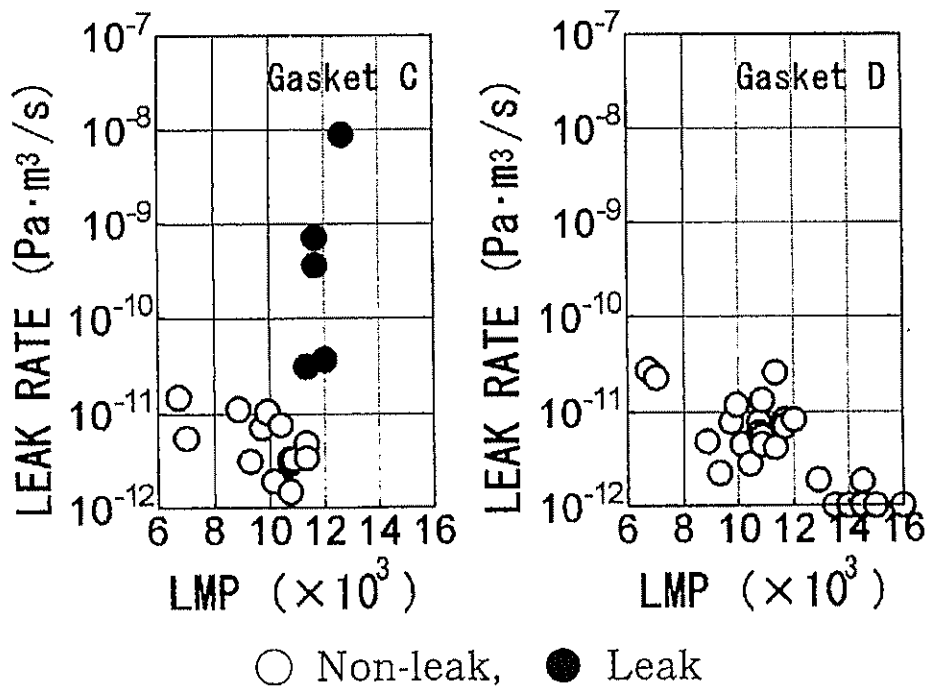 Gasket C
LEAK RATE (Pa·m³/s)
10⁻⁷
10⁻⁸
10⁻⁹
10⁻¹⁰
10⁻¹¹
10⁻¹²
6 8 10 12 14 16
LMP (×10³)
Gasket D
LEAK RATE (Pa·m³/s)
10⁻⁷
10⁻⁸
10⁻⁹
10⁻¹⁰
10⁻¹¹
10⁻¹²
6 8 10 12 14 16
LMP (×10³)
○ Non-leak, ● Leak